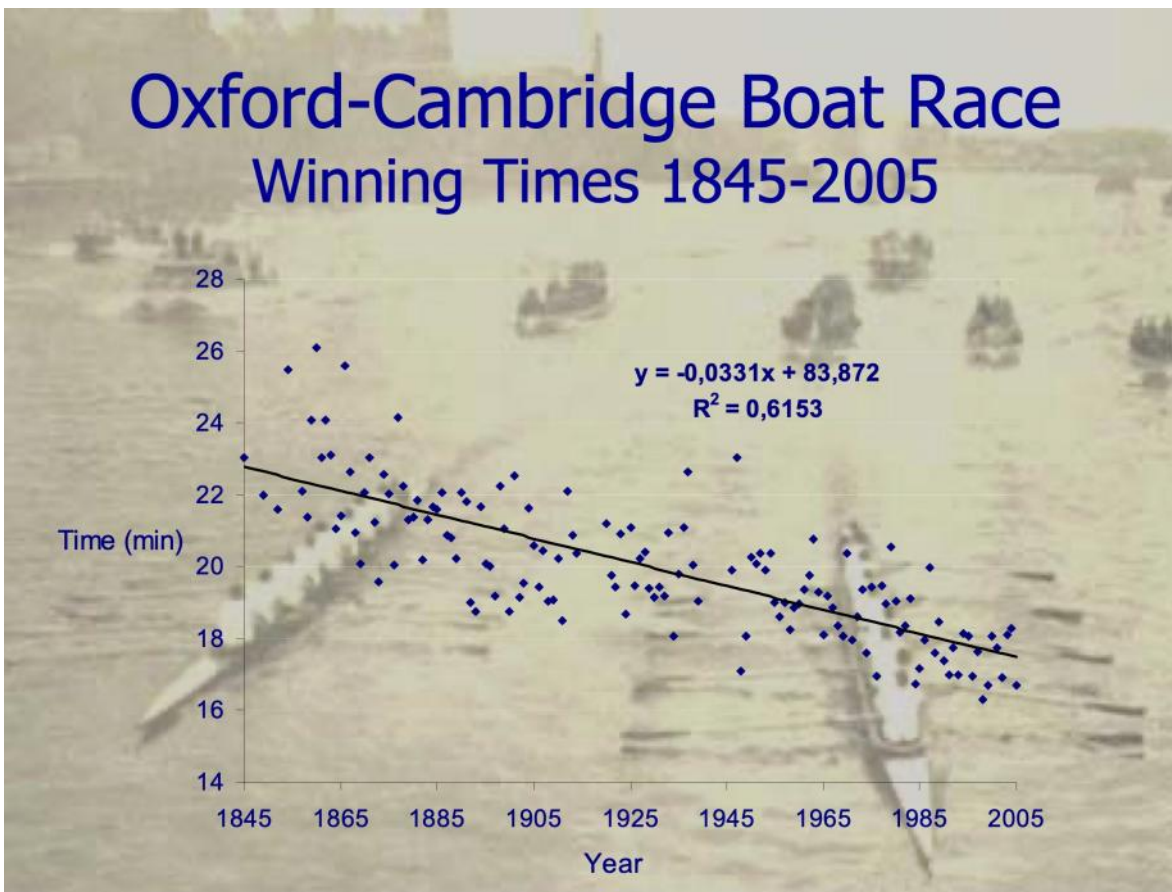 Oxford-Cambridge Boat Race
Winning Times 1845-2005
28
26
y = -0,0331x + 83,872
R² = 0,6153
24
22
Time (min)
20
18
16
14
1845 1865 1885 1905 1925 1945 1965 1985 2005
Year